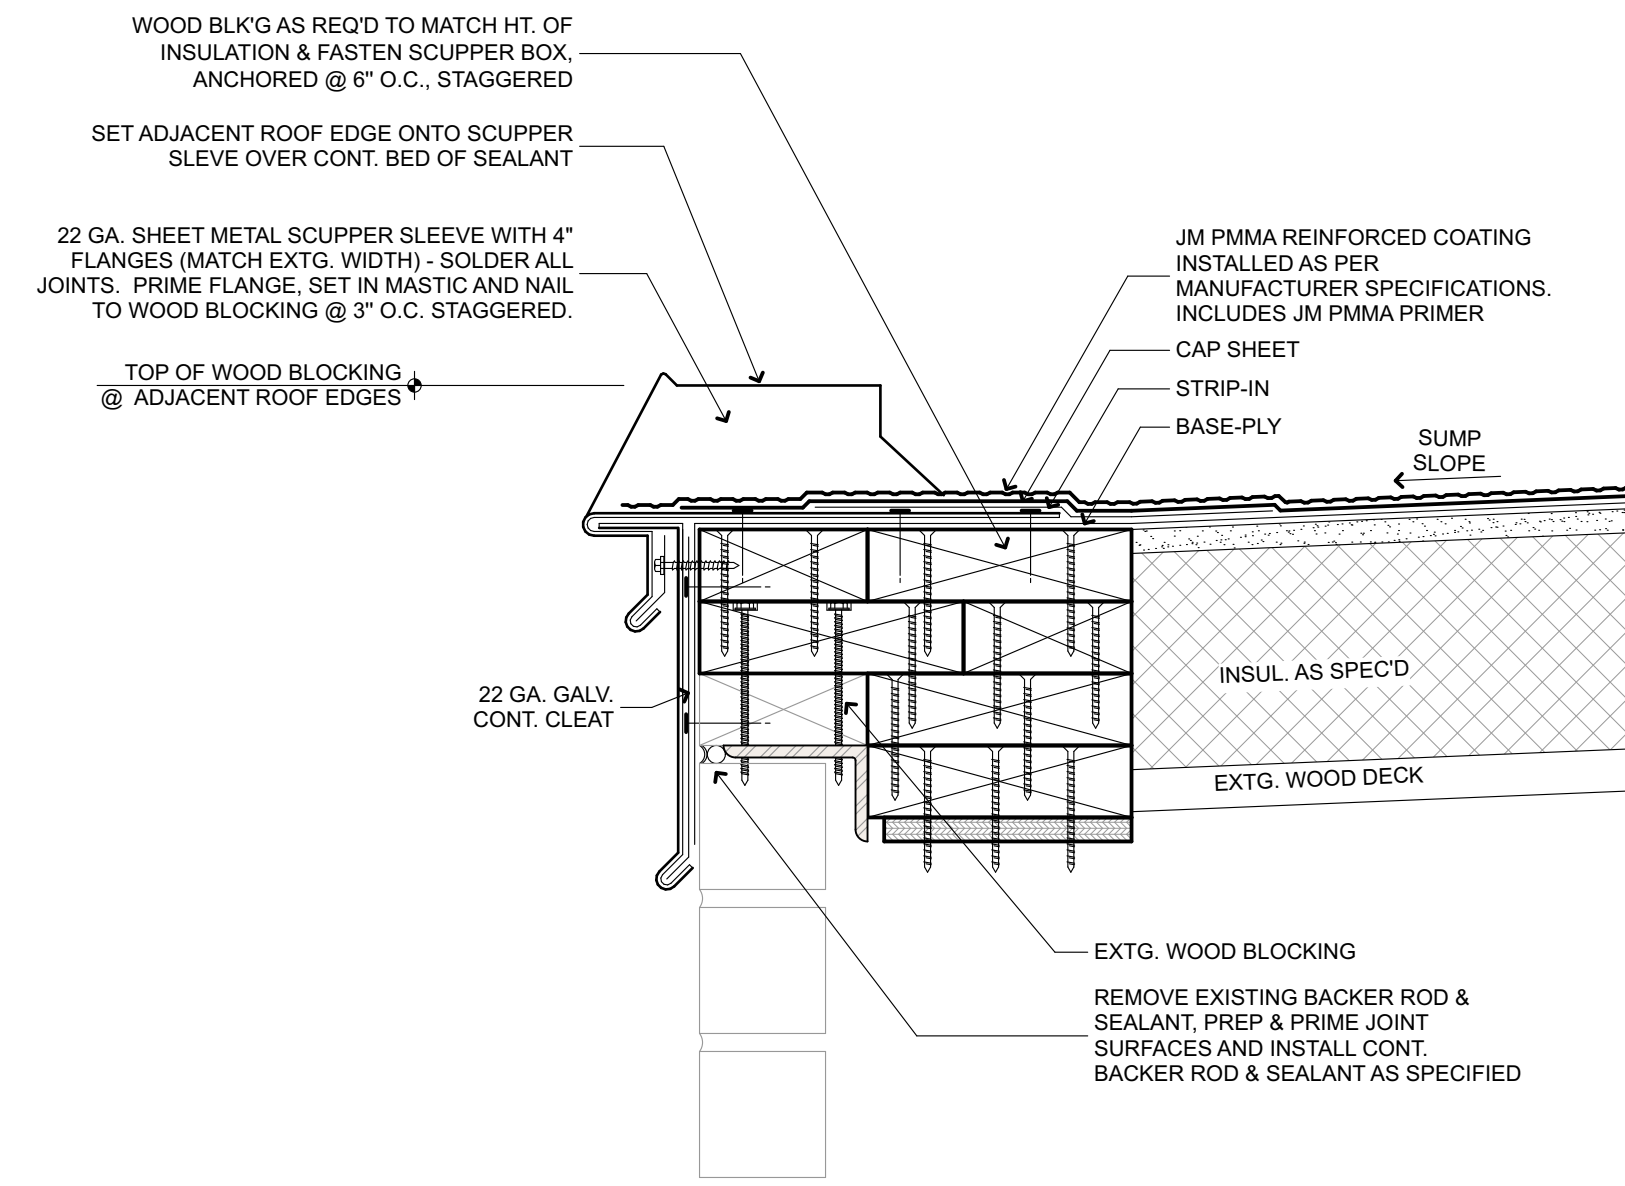 WOOD BLK'G AS REQ'D TO MATCH HT. OF
INSULATION & FASTEN SCUPPER BOX,
ANCHORED @ 6" O.C., STAGGERED
SET ADJACENT ROOF EDGE ONTO SCUPPER
SLEVE OVER CONT. BED OF SEALANT
22 GA. SHEET METAL SCUPPER SLEEVE WITH 4"
FLANGES (MATCH EXTG. WIDTH) - SOLDER ALL
JOINTS. PRIME FLANGE, SET IN MASTIC AND NAIL
TO WOOD BLOCKING @ 3" O.C. STAGGERED.
TOP OF WOOD BLOCKING
@ ADJACENT ROOF EDGES
JM PMMA REINFORCED COATING
INSTALLED AS PER
MANUFACTURER SPECIFICATIONS.
INCLUDES JM PMMA PRIMER
CAP SHEET
STRIP-IN
BASE-PLY
SUMP
SLOPE
INSUL. AS SPEC'D
EXTG. WOOD DECK
22 GA. GALV.
CONT. CLEAT
EXTG. WOOD BLOCKING
REMOVE EXISTING BACKER ROD &
SEALANT, PREP & PRIME JOINT
SURFACES AND INSTALL CONT.
BACKER ROD & SEALANT AS SPECIFIED